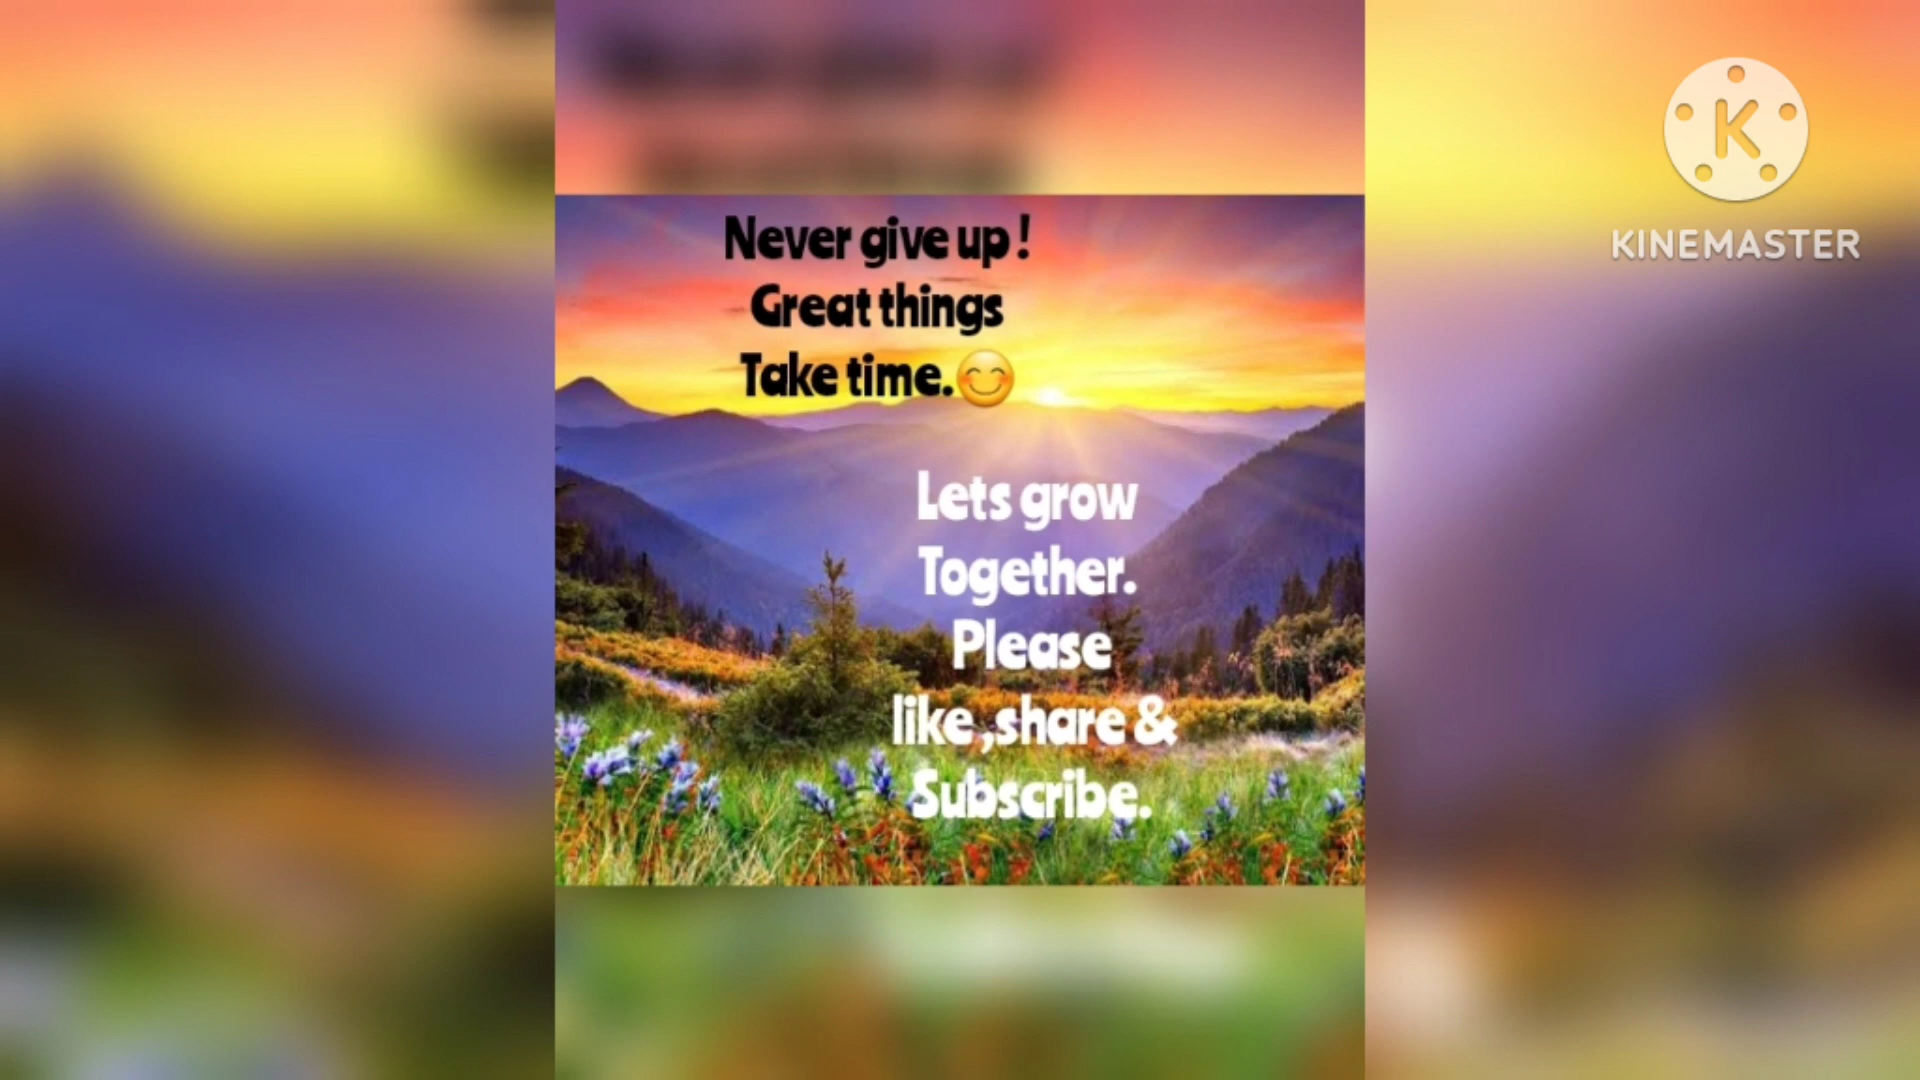 Never give up !
Great things
Take time.😊
Lets grow
Together.
Please
like ,share &
Subscribe.
K
KINEMASTER